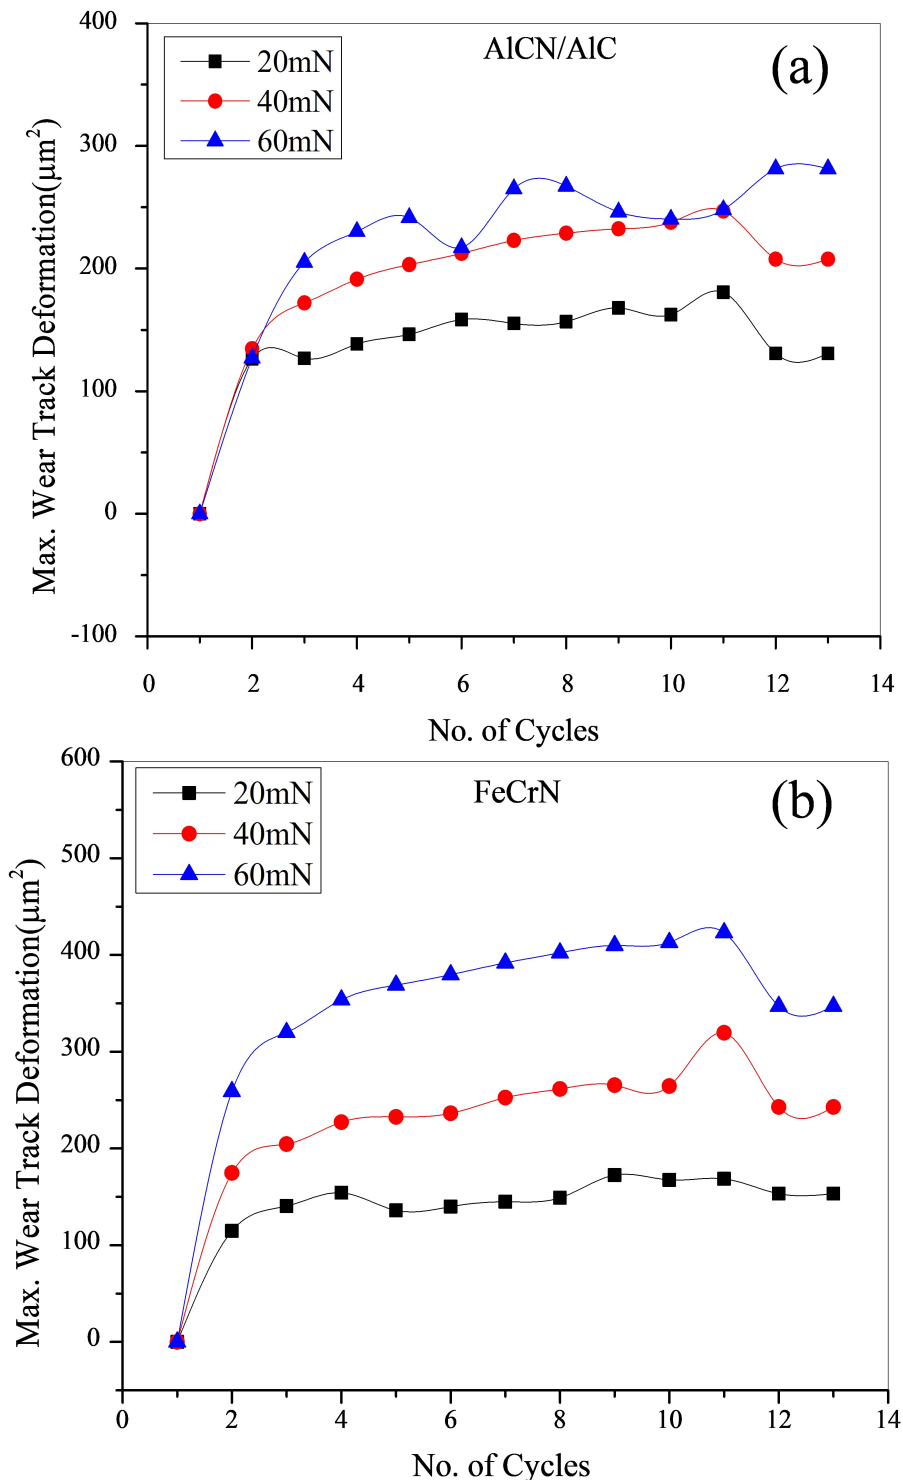 400
300
200
100
0
-100
Max. Wear Track Deformation(μm²)
20mN
40mN
60mN
AlCN/AlC
(a)
0 2 4 6 8 10 12 14
No. of Cycles
600
500
400
300
200
100
0
Max. Wear Track Deformation(μm²)
20mN
40mN
60mN
FeCrN
(b)
0 2 4 6 8 10 12 14
No. of Cycles